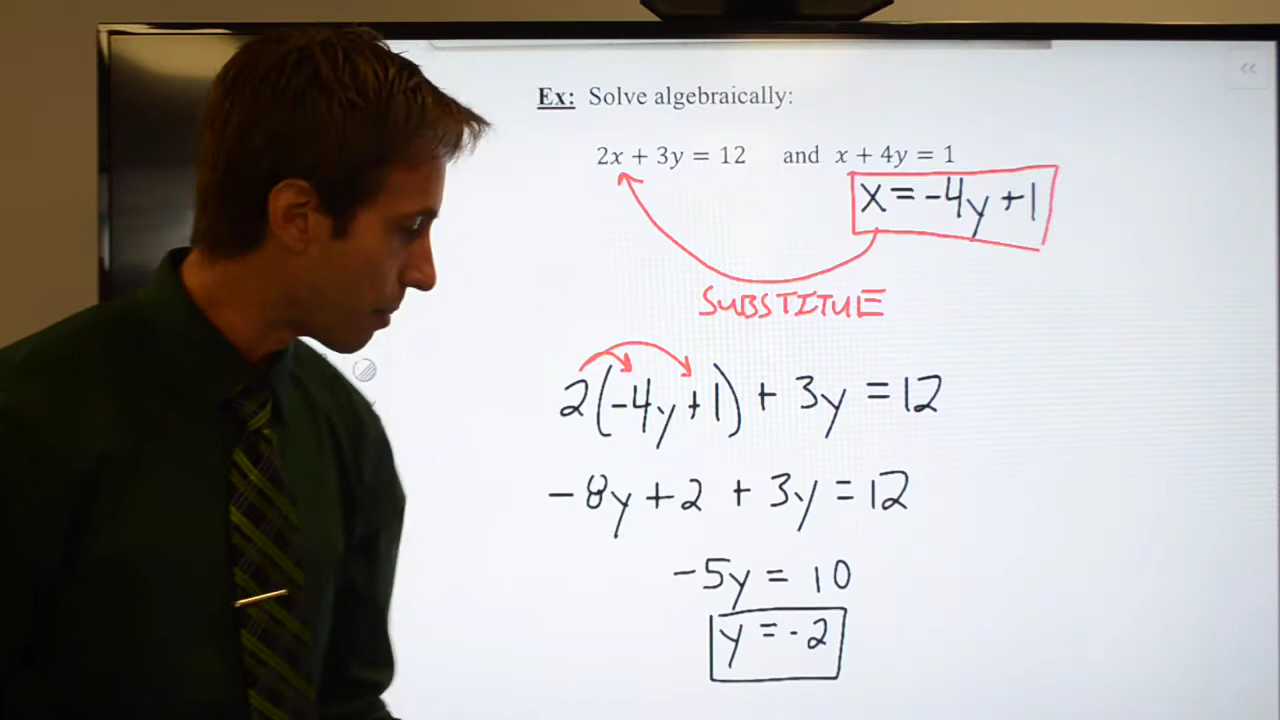 Ex: Solve algebraically:
2x + 3y = 12 and x + 4y = 1
x = -4y + 1
SUBSTITUE
2(-4y+1) + 3y = 12
-8y + 2 + 3y = 12
-5y = 10
y = -2